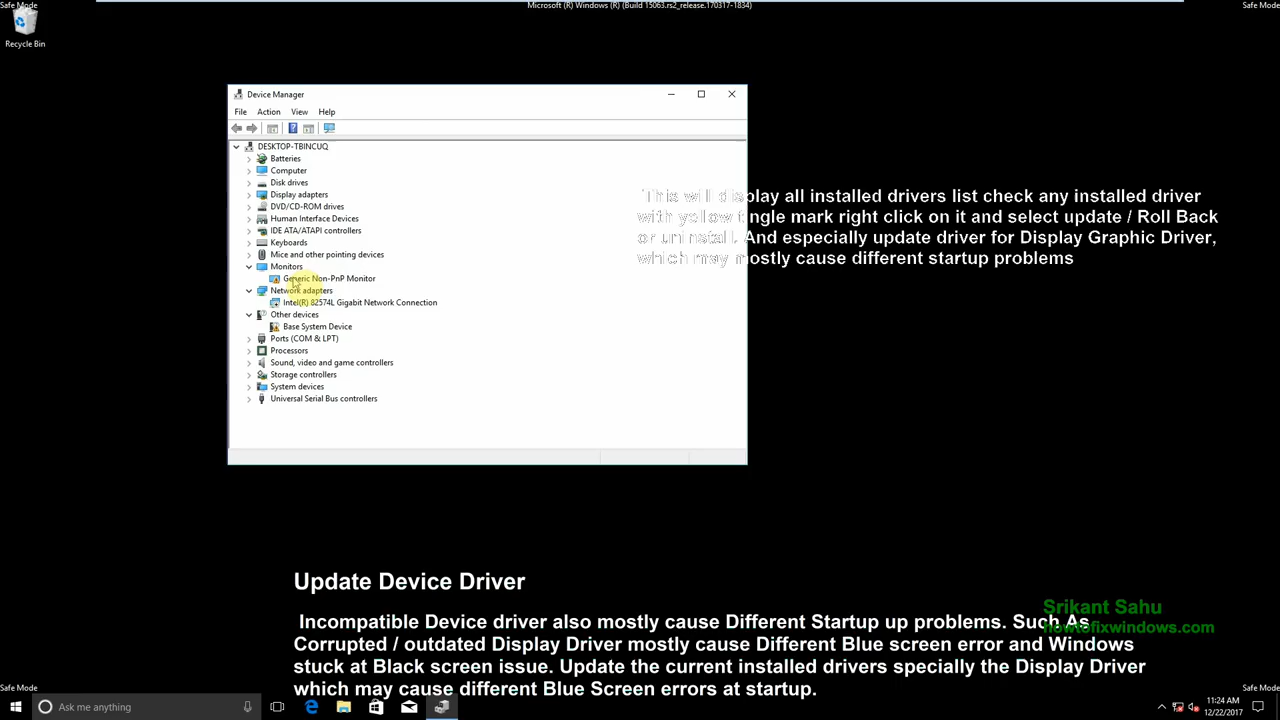 Safe Mode
Microsoft (R) Windows (R) (Build 15063.rs2_release.170317-1834)
Safe Mode
Recycle Bin
Device Manager
File Action View Help
DESKTOP-TBINCUQ
Batteries
Computer
Disk drives
Display adapters
DVD/CD-ROM drives
Human Interface Devices
IDE ATA/ATAPI controllers
Keyboards
Mice and other pointing devices
Monitors
Generic Non-PnP Monitor
Network adapters
Intel(R) 82574L Gigabit Network Connection
Other devices
Base System Device
Ports (COM & LPT)
Processors
Sound, video and game controllers
Storage controllers
System devices
Universal Serial Bus controllers
This will display all installed drivers list check any installed driver
with yellow tingle mark right click on it and select update / Roll Back
or uninstall. And especially update driver for Display Graphic Driver,
which may mostly cause different startup problems
Update Device Driver
Incompatible Device driver also mostly cause Different Startup up problems. Such As
Corrupted / outdated Display Driver mostly cause Different Blue screen error and Windows
stuck at Black screen issue. Update the current installed drivers specially the Display Driver
which may cause different Blue Screen errors at startup.
Srikant Sahu
howtofixwindows.com
Safe Mode
Safe Mode
Ask me anything
11:24 AM
12/22/2017